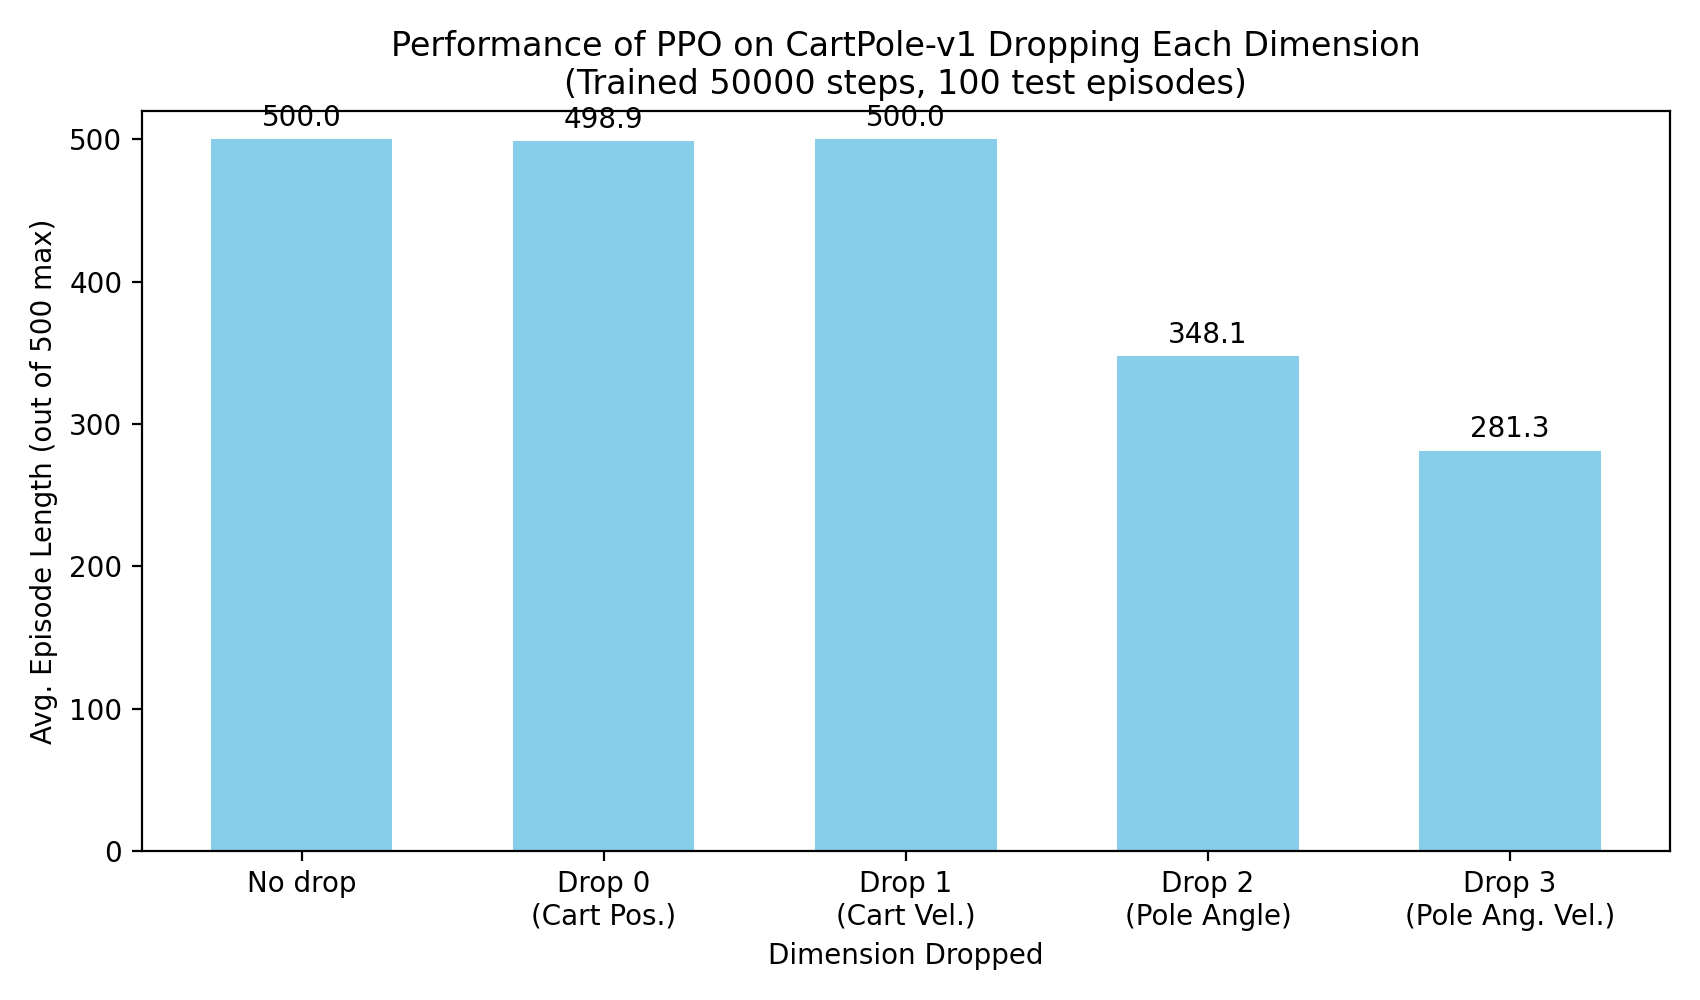 Performance of PPO on CartPole-v1 Dropping Each Dimension
(Trained 50000 steps, 100 test episodes)
500.0
498.9
500.0
348.1
281.3
Avg. Episode Length (out of 500 max)
500
400
300
200
100
0
No drop
Drop 0
(Cart Pos.)
Drop 1
(Cart Vel.)
Drop 2
(Pole Angle)
Drop 3
(Pole Ang. Vel.)
Dimension Dropped